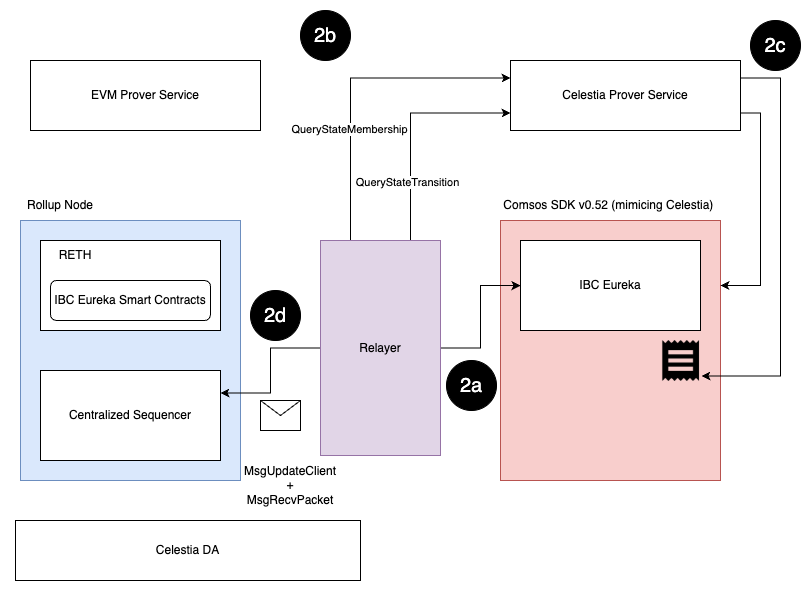 2b
2c
EVM Prover Service
Celestia Prover Service
QueryStateMembership
QueryStateTransition
Rollup Node
Comsos SDK v0.52 (mimicing Celestia)
RETH
IBC Eureka Smart Contracts
IBC Eureka
2d
Relayer
2a
Centralized Sequencer
MsgUpdateClient
+
MsgRecvPacket
Celestia DA